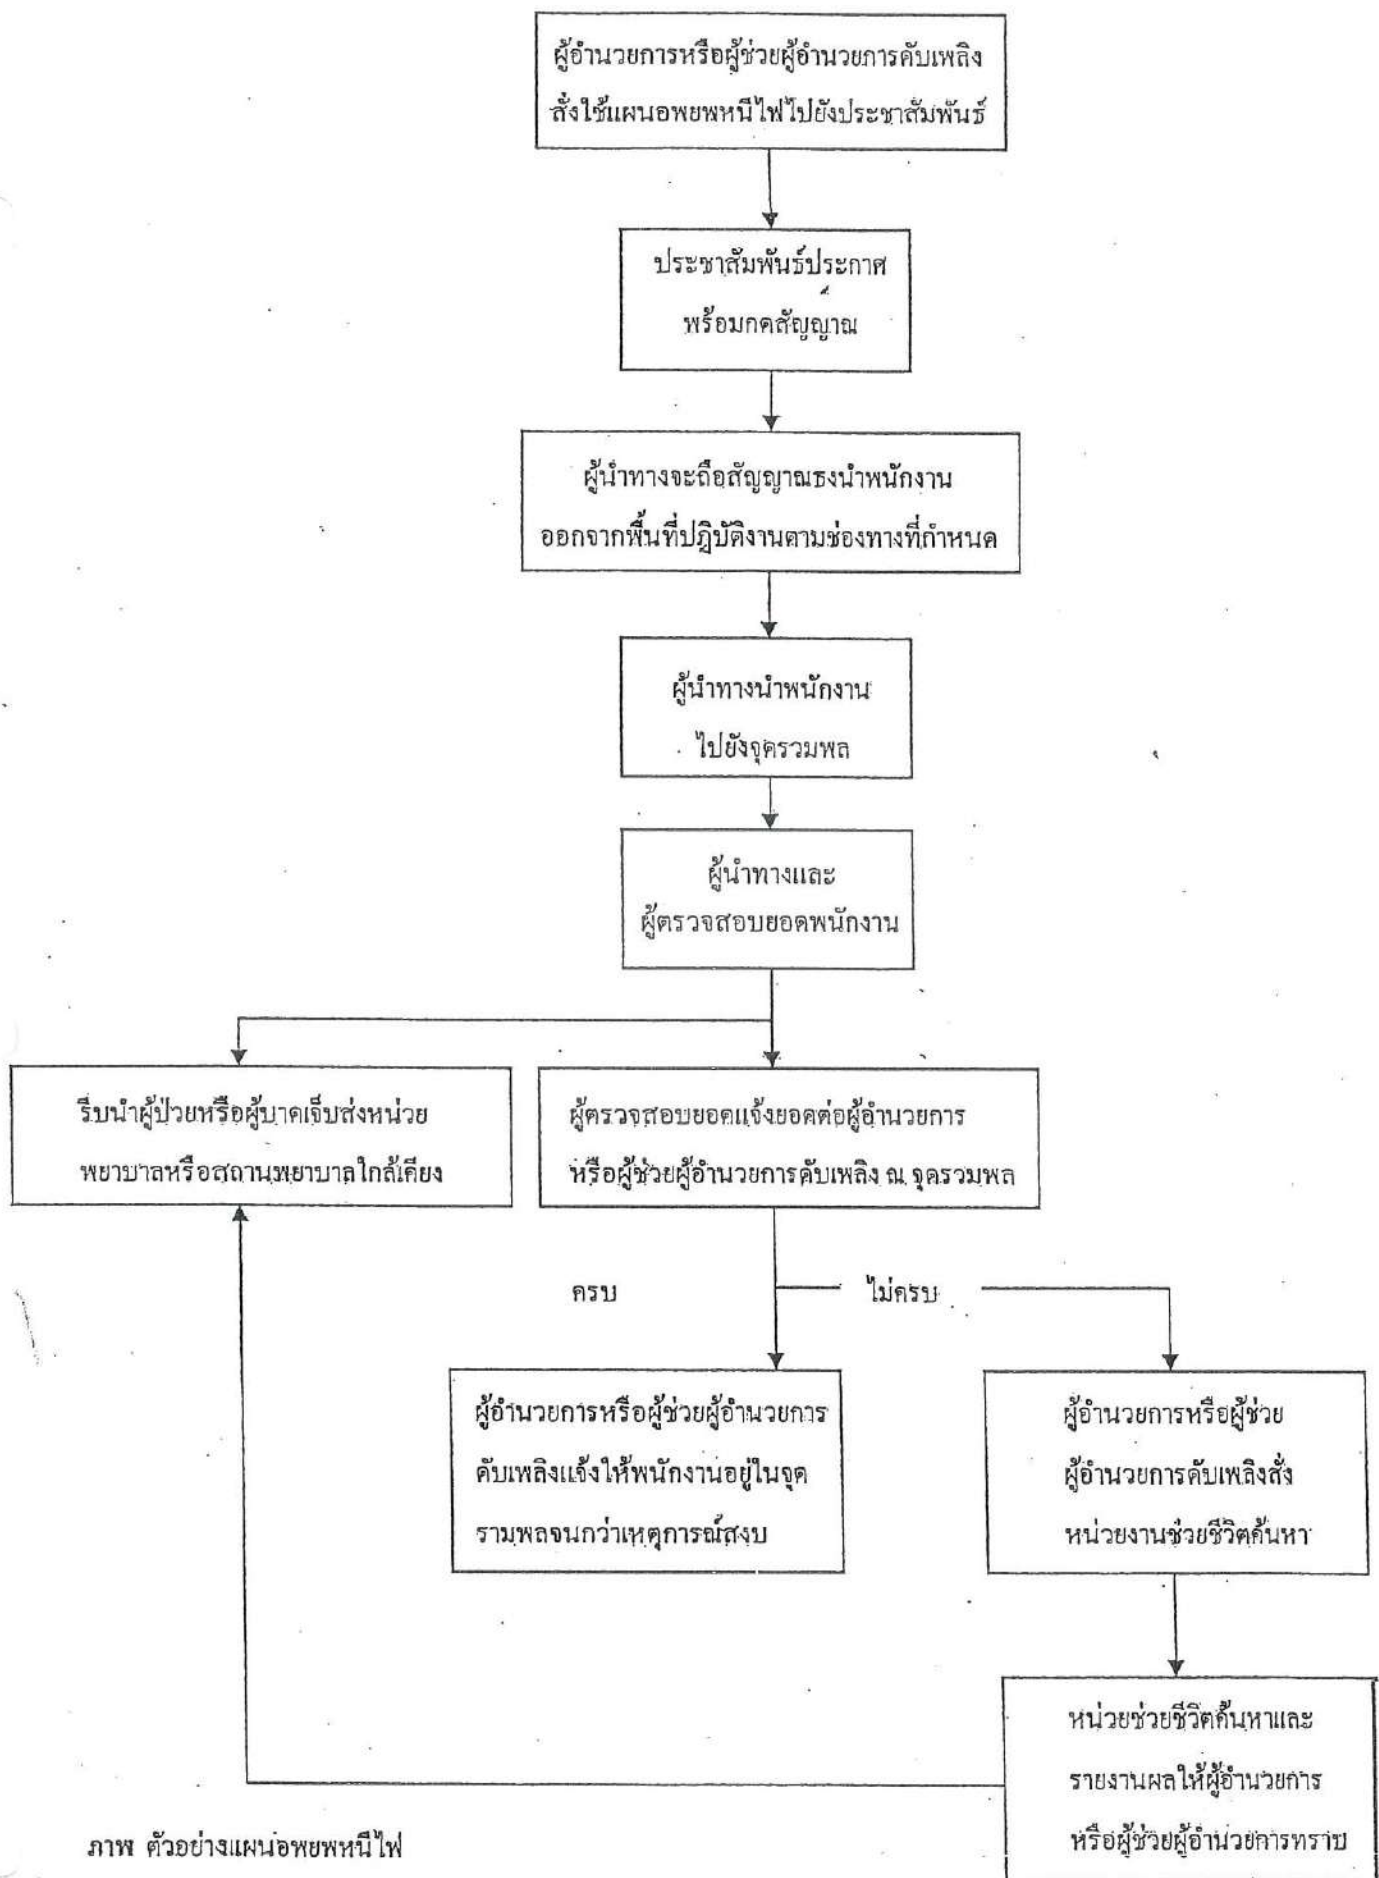 ผู้อำนวยการหรือผู้ช่วยผู้อำนวยการดับเพลิง
สั่งใช้แผนอพยพหนีไฟไปยังประชาสัมพันธ์
ประชาสัมพันธ์ประกาศ
พร้อมกดสัญญาณ
ผู้นำทางจะถือสัญญาณธงนำพนักงาน
ออกจากพื้นที่ปฏิบัติงานตามช่องทางที่กำหนด
ผู้นำทางนำพนักงาน
ไปยังจุดรวมพล
ผู้นำทางและ
ผู้ตรวจสอบยอดพนักงาน
รีบนำผู้ป่วยหรือผู้บาดเจ็บส่งหน่วย
พยาบาลหรือสถานพยาบาลใกล้เคียง
ผู้ตรวจสอบยอดแจ้งยอดต่อผู้อำนวยการ
หรือผู้ช่วยผู้อำนวยการดับเพลิง ณ จุดรวมพล
ครบ
ไม่ครบ
ผู้อำนวยการหรือผู้ช่วยผู้อำนวยการ
ดับเพลิงแจ้งให้พนักงานอยู่ในจุด
รามพลจนกว่าเหตุการณ์สงบ
ผู้อำนวยการหรือผู้ช่วย
ผู้อำนวยการดับเพลิงสั่ง
หน่วยงานช่วยชีวิตค้นหา
หน่วยช่วยชีวิตค้นหาและ
รายงานผลให้ผู้อำนวยการ
หรือผู้ช่วยผู้อำนวยการทราบ
ภาพ ตัวอย่างแผนอพยพหนีไฟ